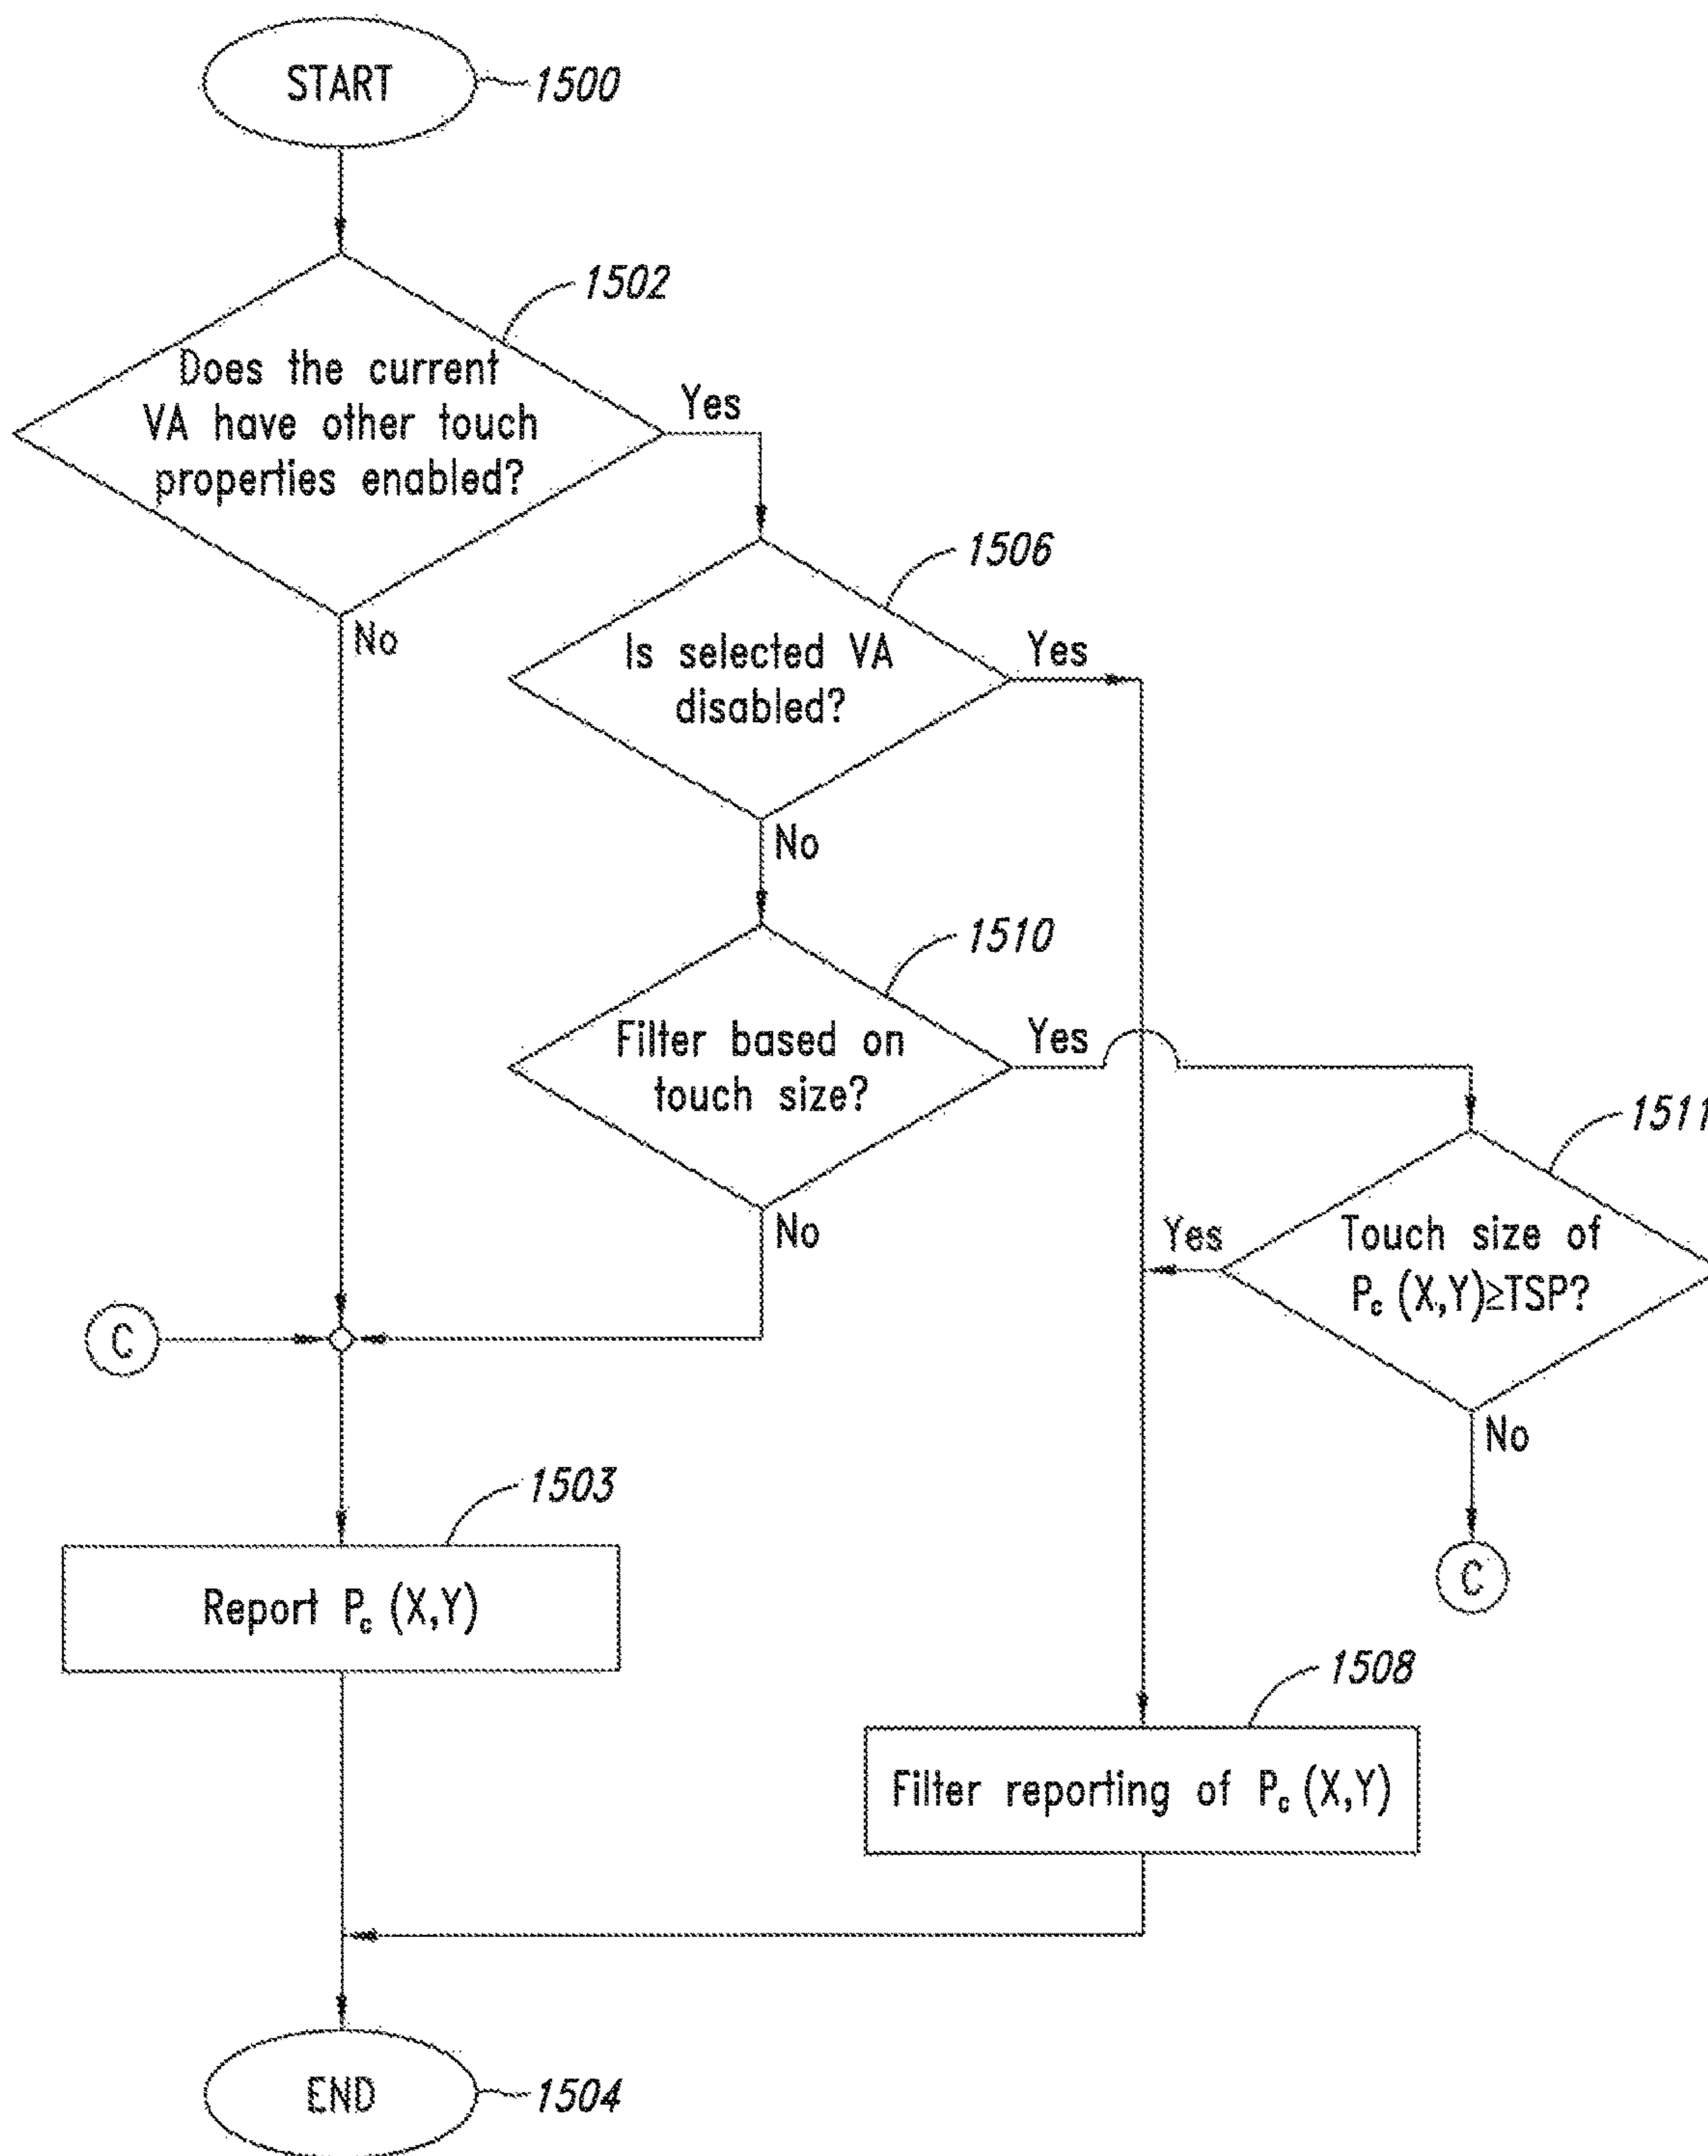 START
1500
1502
Does the current
VA have other touch
properties enabled?
Yes
No
1506
Is selected VA
disabled?
Yes
No
1510
Filter based on
touch size?
Yes
No
1511
Touch size of
Pc (X,Y)≥TSP?
Yes
No
C
C
1503
Report Pc (X,Y)
1508
Filter reporting of Pc (X,Y)
END
1504